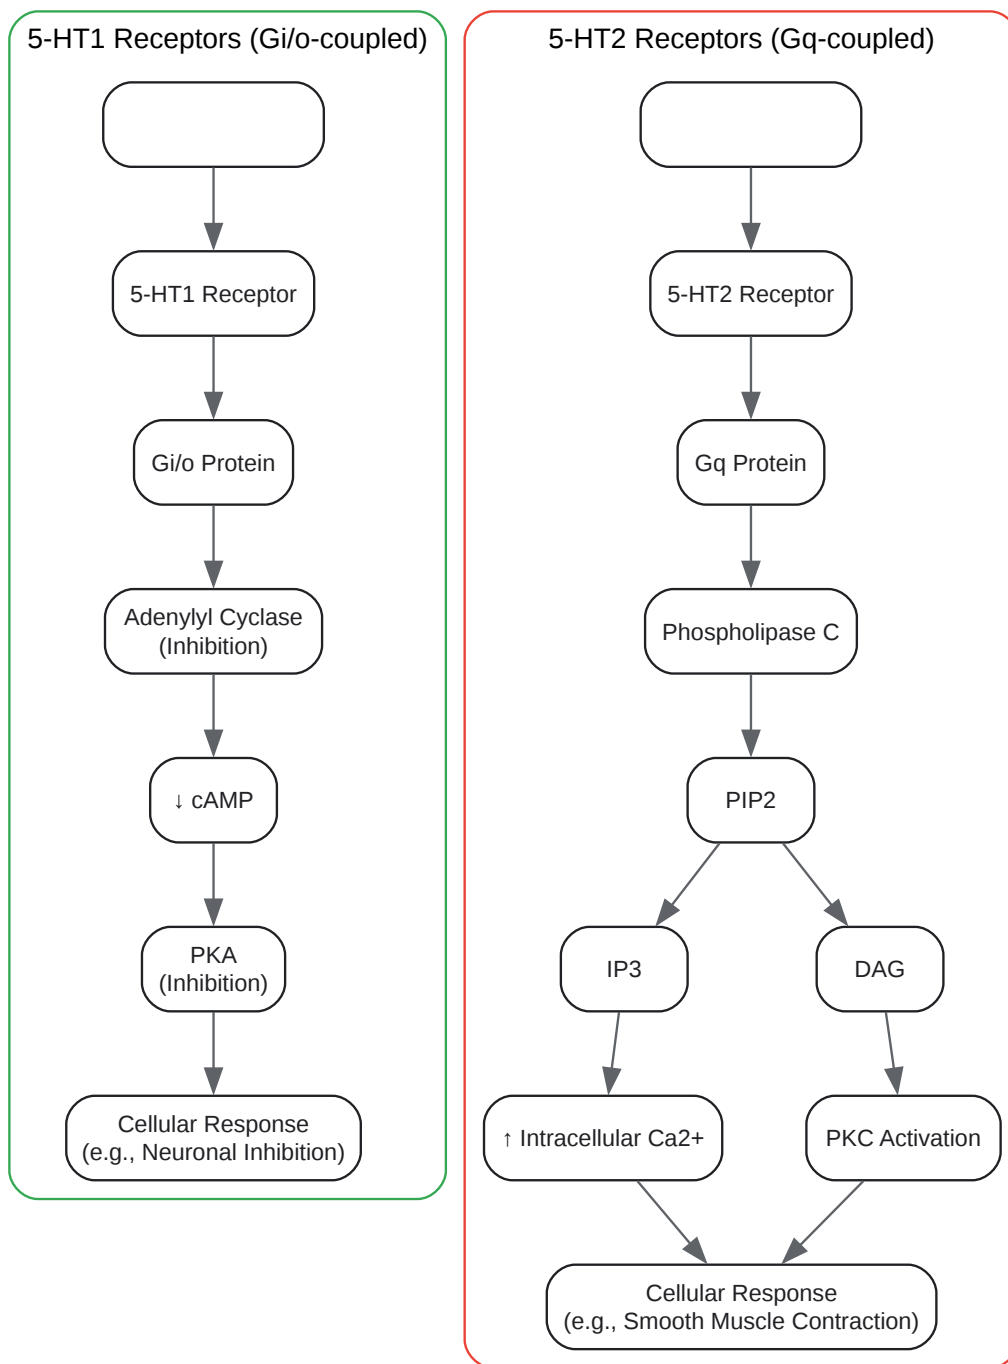 5-HT1 Receptors (Gi/o-coupled)
5-HT1 Receptor
Gi/o Protein
Adenylyl Cyclase
(Inhibition)
↓ cAMP
PKA
(Inhibition)
Cellular Response
(e.g., Neuronal Inhibition)
5-HT2 Receptors (Gq-coupled)
5-HT2 Receptor
Gq Protein
Phospholipase C
PIP2
IP3
DAG
↑ Intracellular Ca2+
PKC Activation
Cellular Response
(e.g., Smooth Muscle Contraction)